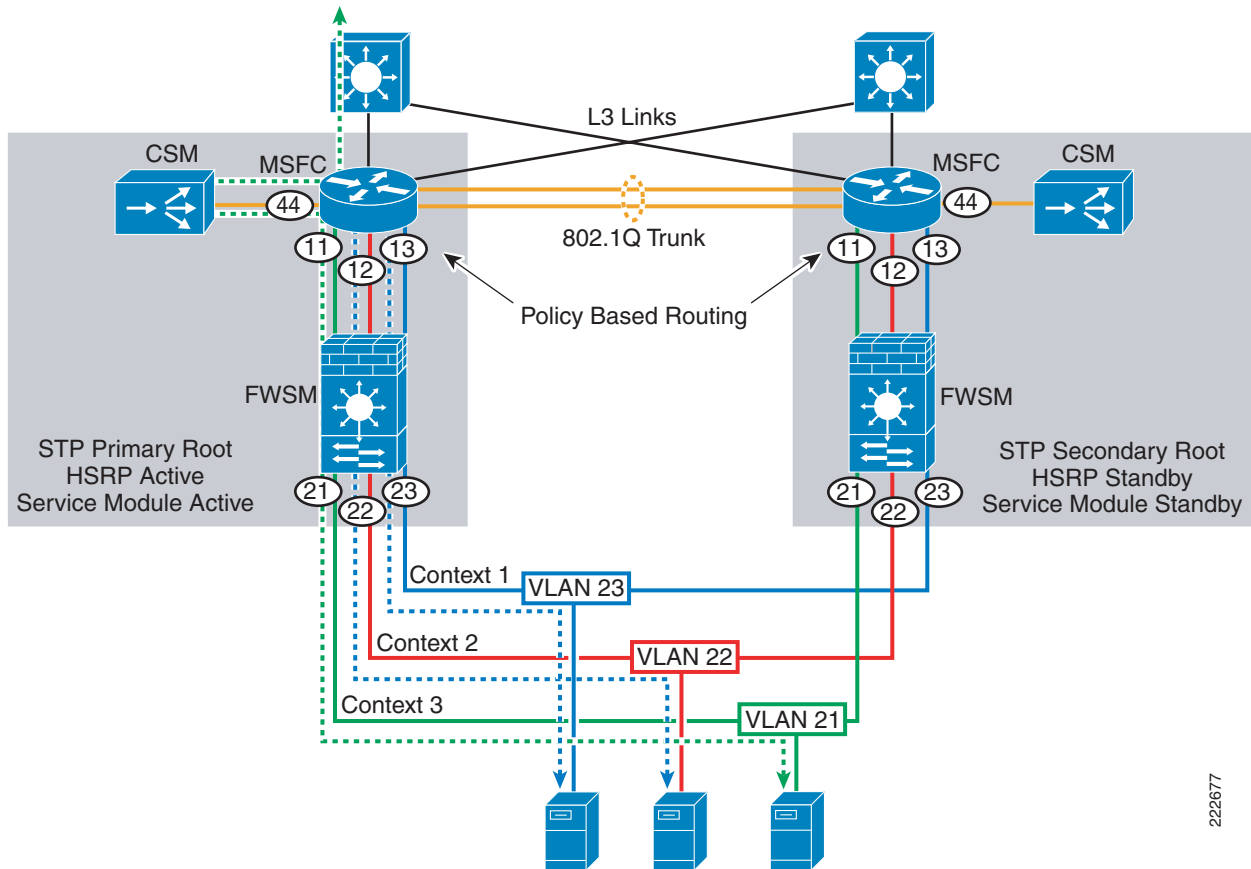 L3 Links
CSM
MSFC
MSFC
CSM
44
44
802.1Q Trunk
11
12
13
11
12
13
Policy Based Routing
FWSM
FWSM
STP Primary Root
HSRP Active
Service Module Active
STP Secondary Root
HSRP Standby
Service Module Standby
21
22
23
21
22
23
Context 1
VLAN 23
Context 2
VLAN 22
Context 3
VLAN 21
222677